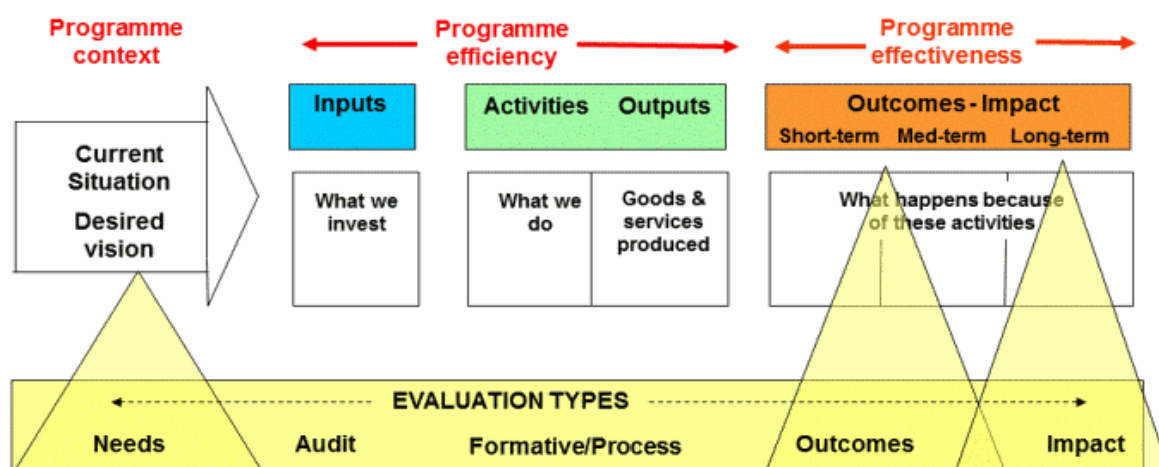 Programme
context
Programme
efficiency
Programme
effectiveness
Inputs
Activities Outputs
Outcomes - Impact
Short-term Med-term Long-term
Current
Situation
Desired
vision
What we
invest
What we
do
Goods &
services
produced
What happens because
of these activities
EVALUATION TYPES
Needs Audit Formative/Process Outcomes Impact